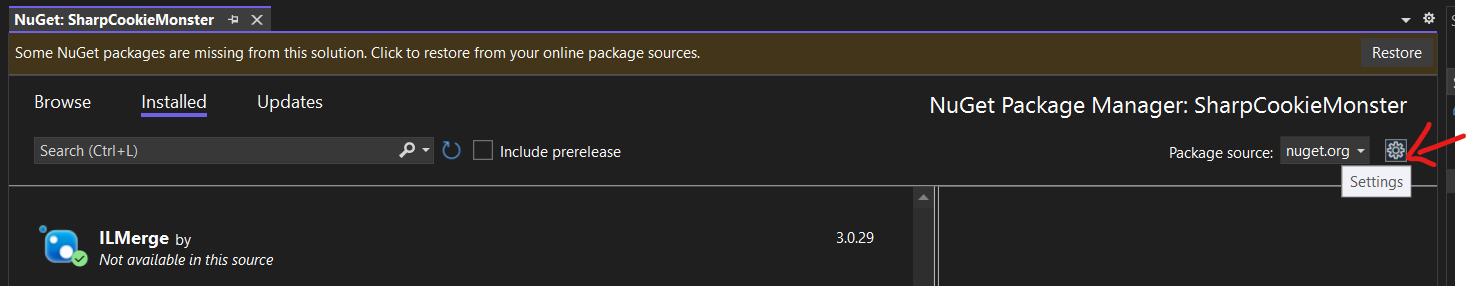 NuGet: SharpCookieMonster
Some NuGet packages are missing from this solution. Click to restore from your online package sources.
Restore
Browse
Installed
Updates
NuGet Package Manager: SharpCookieMonster
Search (Ctrl+L)
Include prerelease
Package source:
nuget.org
Settings
ILMerge by
3.0.29
Not available in this source